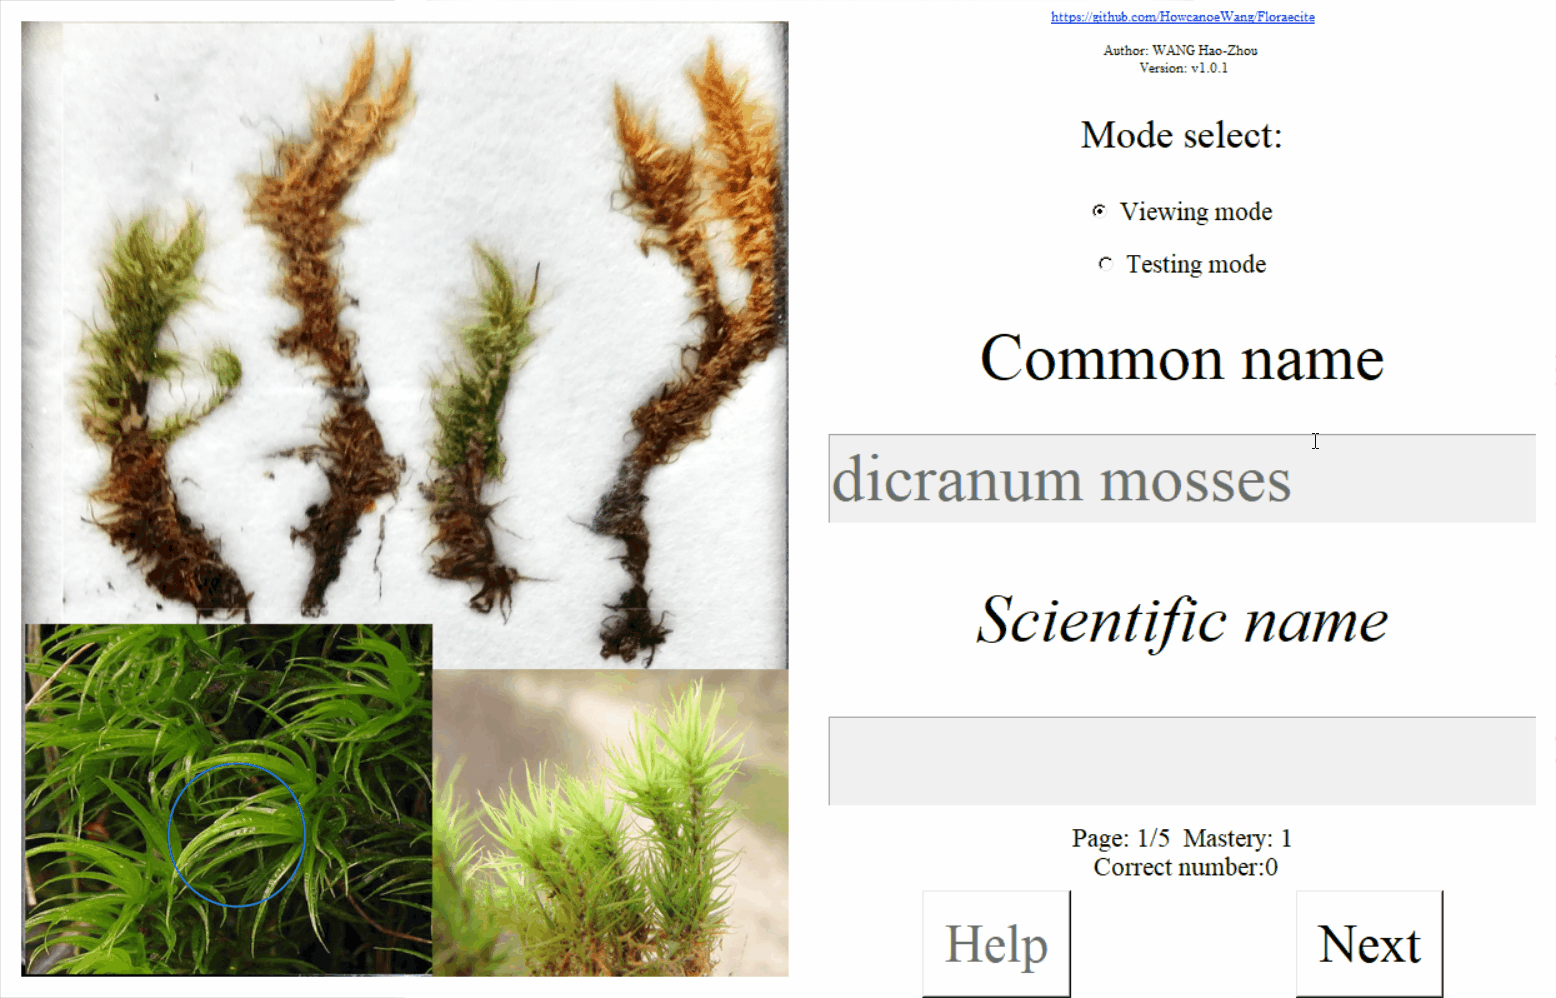 https://github.com/HowcanoeWang/Floraecite
Author: WANG Hao-Zhou
Version: v1.0.1
Mode select:
Viewing mode
Testing mode
Common name
dicranum mosses
Scientific name
Page: 1/5 Mastery: 1
Correct number:0
Help
Next